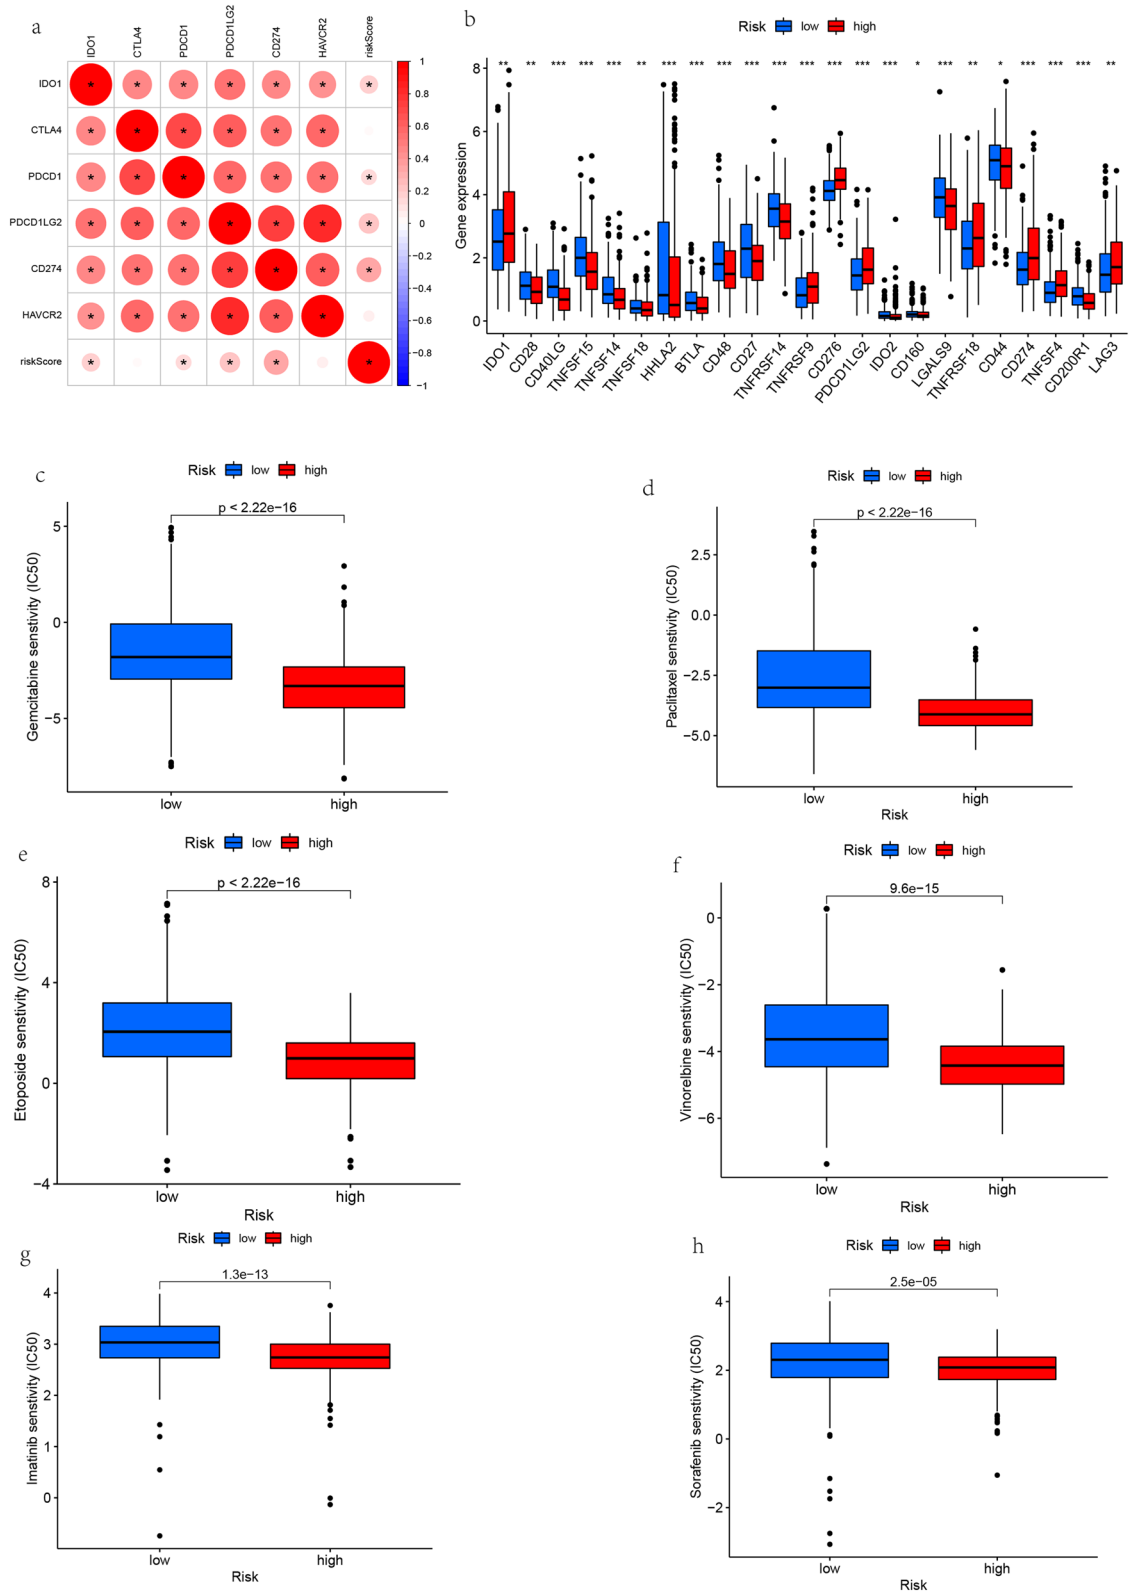 a
IDO1
CTLA4
PDCD1
PDCD1LG2
CD274
HAVCR2
riskScore
IDO1 * * * * * * *
CTLA4 * * * * * *
PDCD1 * * * * * * *
PDCD1LG2 * * * * * * *
CD274 * * * * * * *
HAVCR2 * * * * * *
riskScore * * * * *
1
0.8
0.6
0.4
0.2
0
−0.2
−0.4
−0.6
−0.8
−1
b
Risk low high
** ** *** *** *** ** *** *** *** *** *** *** *** *** *** * *** ** * *** *** *** **
Gene expression
8
6
4
2
0
IDO1
CD28
CD40LG
TNFSF15
TNFSF14
TNFSF18
HHLA2
BTLA
CD48
CD27
TNFRSF14
TNFRSF9
CD276
PDCD1LG2
IDO2
CD160
LGALS9
TNFRSF18
CD44
CD274
TNFSF4
CD200R1
LAG3
c
Risk low high
p < 2.22e−16
Gemcitabine senstivity (IC50)
5
0
−5
low high
d
Risk low high
p < 2.22e−16
Paclitaxel senstivity (IC50)
2.5
0.0
−2.5
−5.0
low high
Risk
e
Risk low high
p < 2.22e−16
Etoposide senstivity (IC50)
8
4
0
−4
low high
Risk
f
Risk low high
9.6e−15
Vinorelbine senstivity (IC50)
0
−2
−4
−6
low high
Risk
g
Risk low high
1.3e−13
Imatinib senstivity (IC50)
4
3
2
1
0
low high
Risk
h
Risk low high
2.5e−05
Sorafenib senstivity (IC50)
4
2
0
−2
low high
Risk